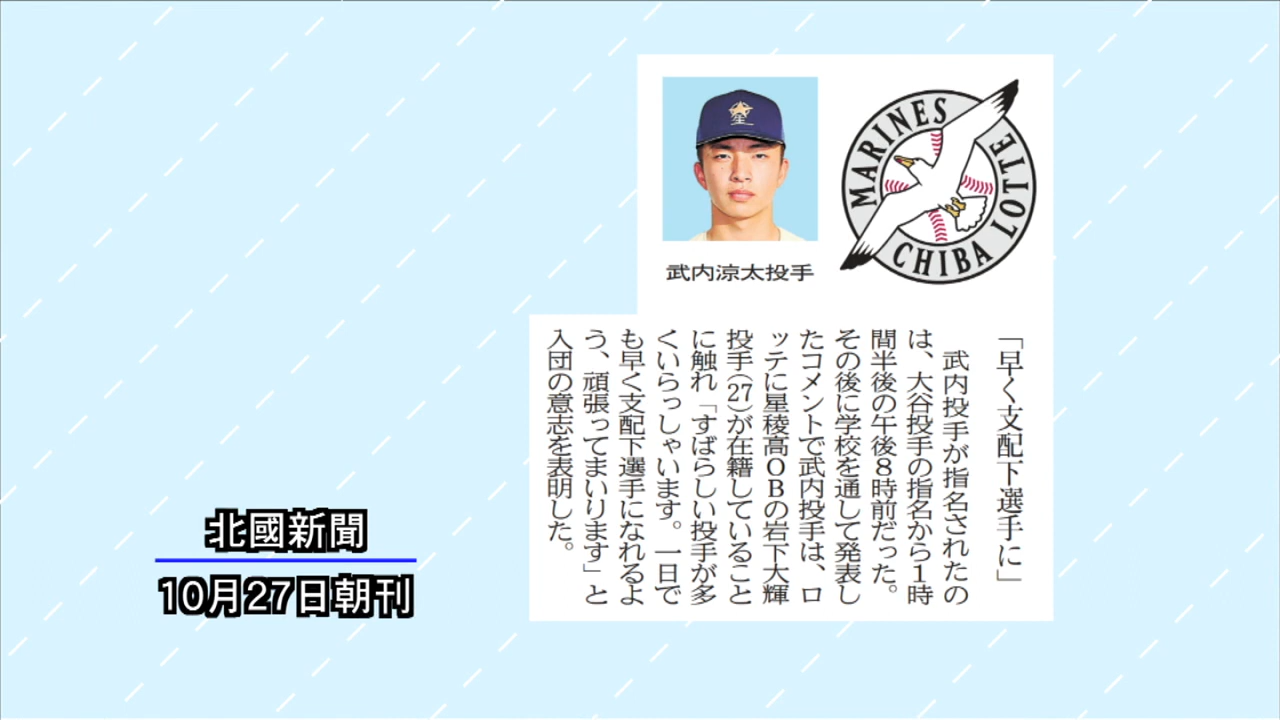 星
MARINES
CHIBA LOTTE
武内涼太投手
「早く支配下選手に」
武内投手が指名されたの
は、大谷投手の指名から1時
間半後の午後8時前だった。
その後に学校を通して発表し
たコメントで武内投手は、ロ
ッテに星稜高OBの岩下大輝
投手(27)が在籍していること
に触れ「すばらしい投手が多
くいらっしゃいます。一日で
も早く支配下選手になれるよ
う、頑張ってまいります」と
入団の意志を表明した。
北國新聞
10月27日朝刊